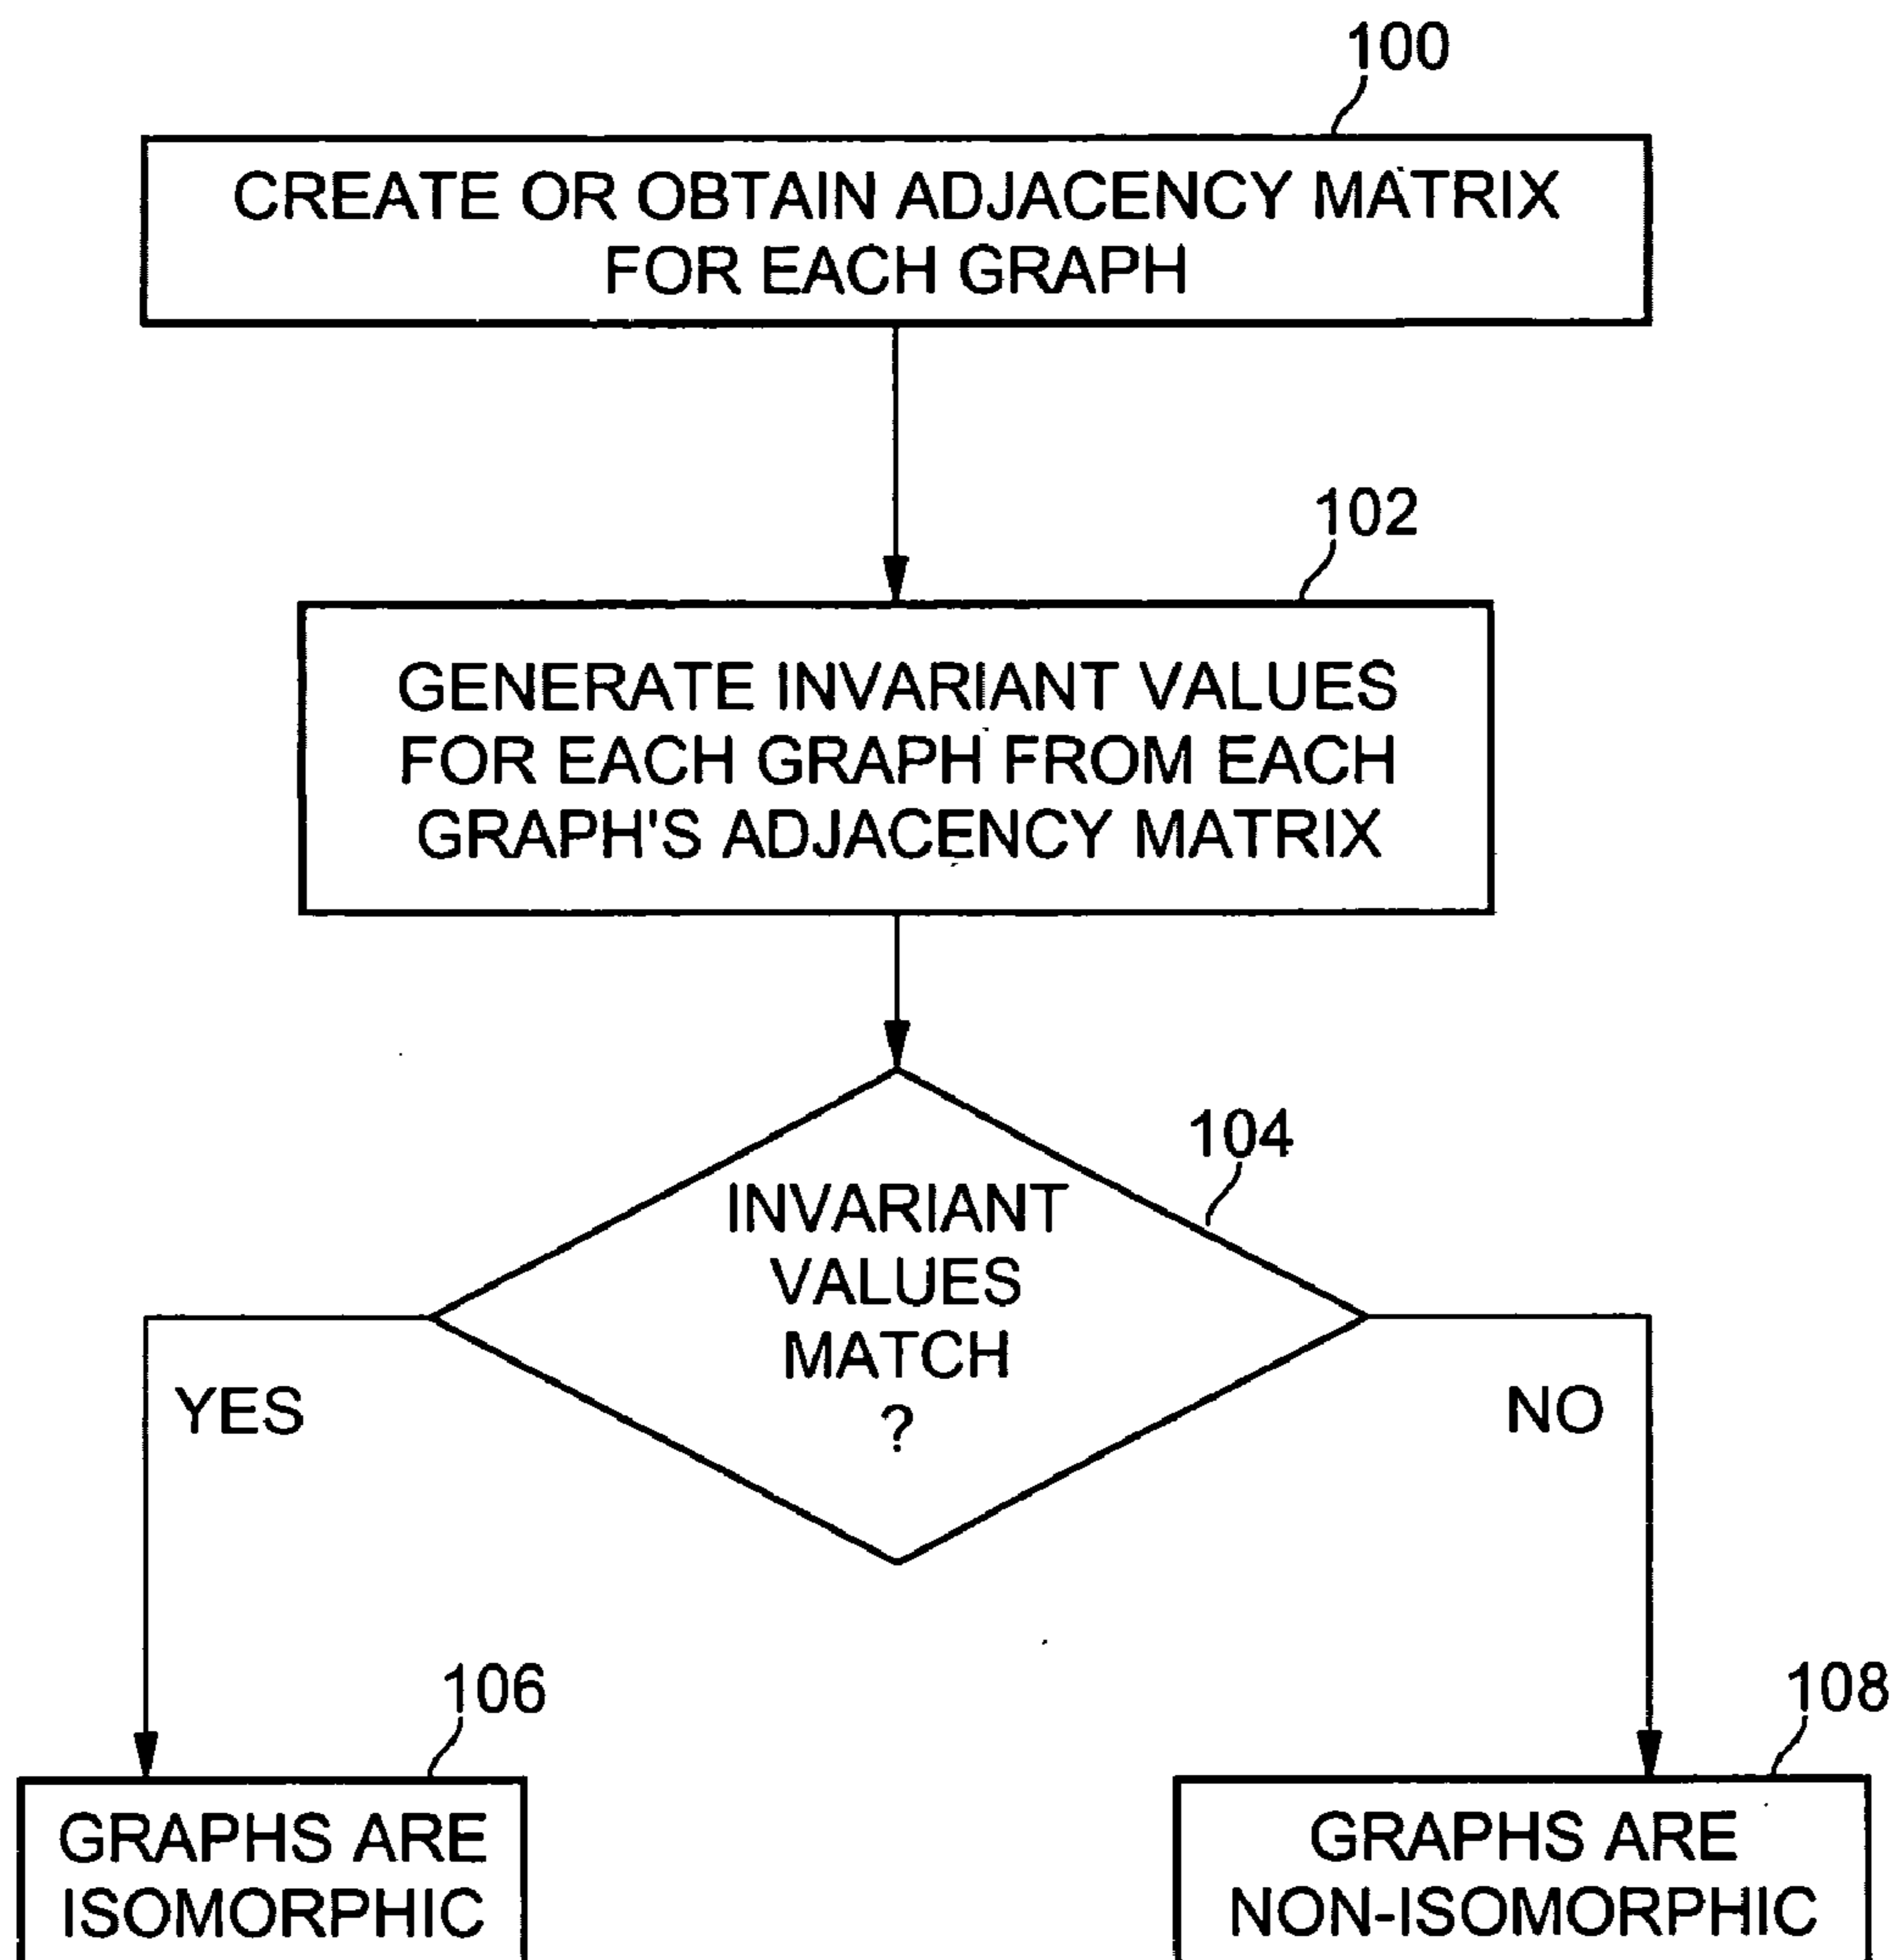 100
CREATE OR OBTAIN ADJACENCY MATRIX
FOR EACH GRAPH
102
GENERATE INVARIANT VALUES
FOR EACH GRAPH FROM EACH
GRAPH'S ADJACENCY MATRIX
104
INVARIANT
VALUES
MATCH
?
YES
NO
106
108
GRAPHS ARE
ISOMORPHIC
GRAPHS ARE
NON-ISOMORPHIC